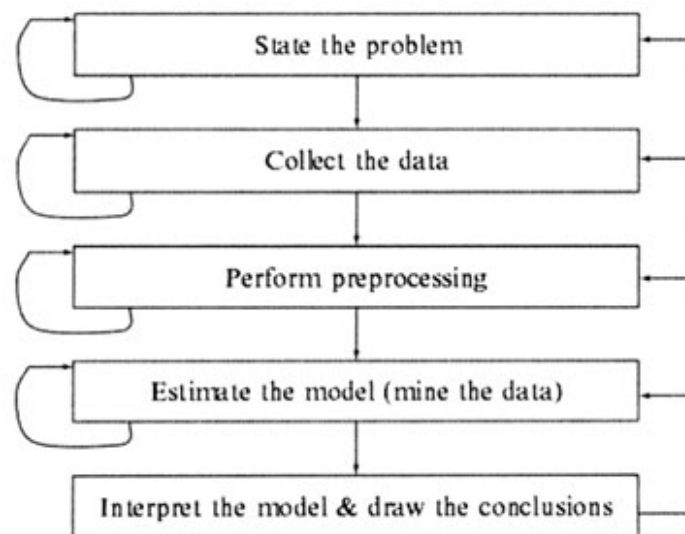 State the problem
Collect the data
Perform preprocessing
Estimate the model (mine the data)
Interpret the model & draw the conclusions